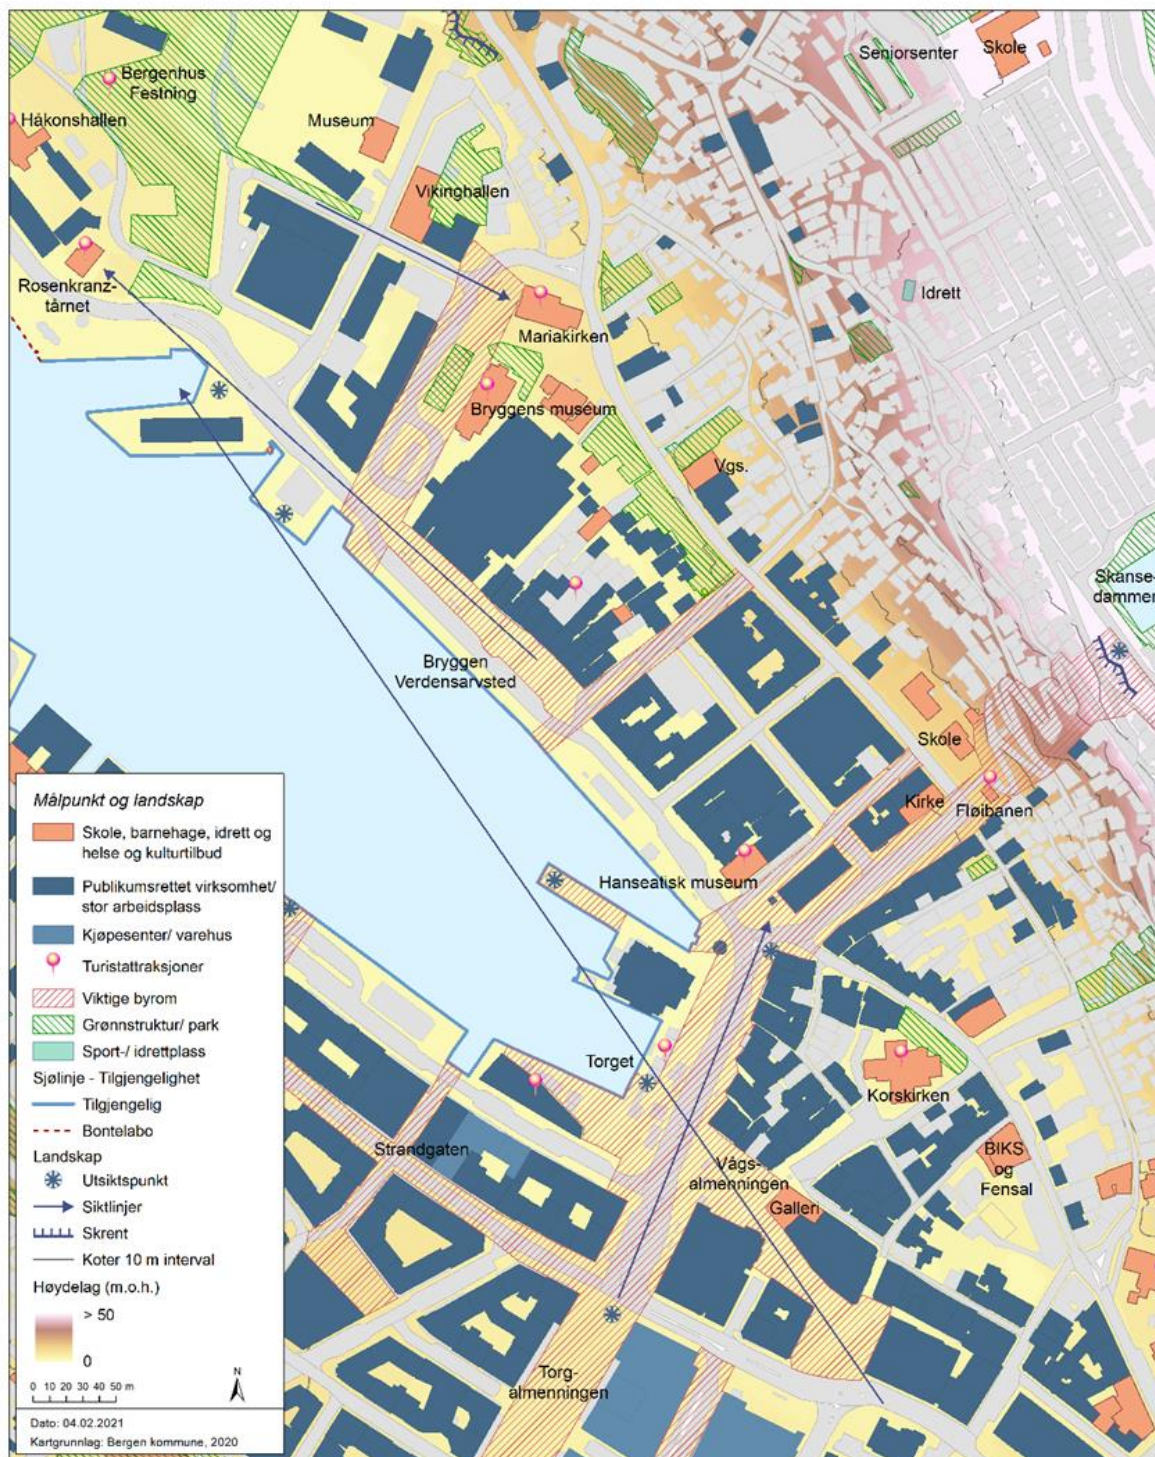 Seniorsenter
Skole
Bergenhus
Festning
Håkonshallen
Museum
Vikinghallen
Rosenkranz-
tårnet
Idrett
Mariakirken
Bryggens museum
Vgs.
Skanse-
dammen
Bryggen
Verdensarvsted
Skole
Kirke
Fløibanen
Hanseatisk museum
Torget
Korskirken
Strandgaten
BIKS
og
Fensal
Vågs-
almenningen
Galleri
Torg-
almenningen
Målpunkt og landskap
Skole, barnehage, idrett og
helse og kulturtilbud
Publikumsrettet virksomhet/
stor arbeidsplass
Kjøpesenter/ varehus
Turistattraksjoner
Viktige byrom
Grønnstruktur/ park
Sport-/ idrettplass
Sjølinje - Tilgjengelighet
Tilgjengelig
Bontelabo
Landskap
Utsiktspunkt
Siktlinjer
Skrent
Koter 10 m interval
Høydelag (m.o.h.)
> 50
0
N
0 10 20 30 40 50 m
Dato: 04.02.2021
Kartgrunnlag: Bergen kommune, 2020